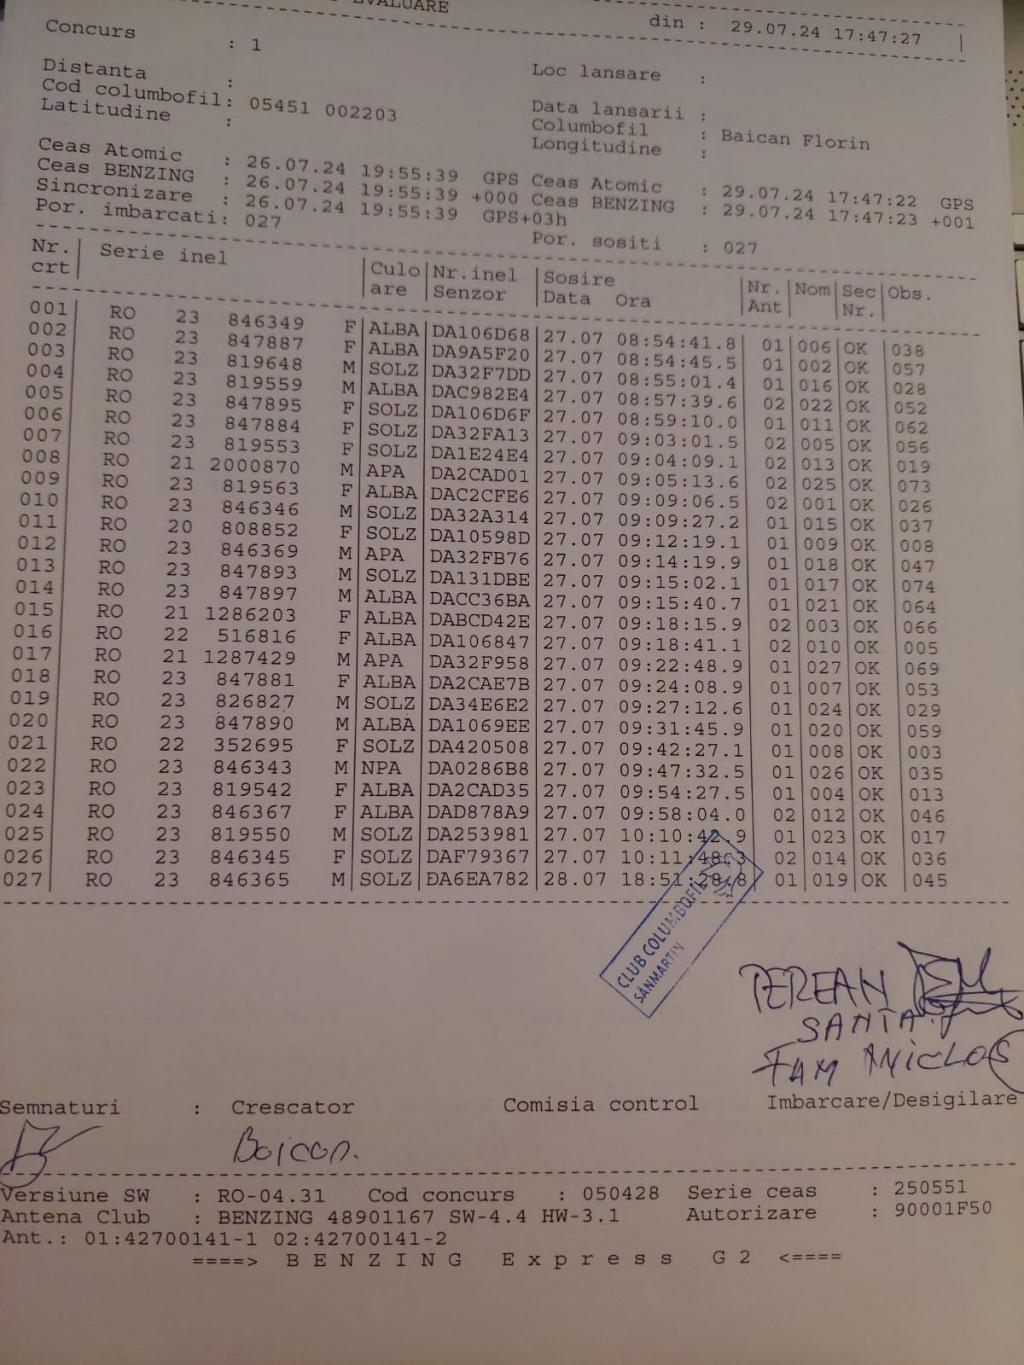 EVALUARE
din : 29.07.24 17:47:27
Concurs : 1
Distanta : Loc lansare :
Cod columbofil: 05451 002203 Data lansarii :
Latitudine : Columbofil : Baican Florin
Longitudine :
Ceas Atomic : 26.07.24 19:55:39 GPS Ceas Atomic : 29.07.24 17:47:22 GPS
Ceas BENZING : 26.07.24 19:55:39 +000 Ceas BENZING : 29.07.24 17:47:23 +001
Sincronizare : 26.07.24 19:55:39 GPS+03h
Por. imbarcati: 027 Por. sositi : 027
Nr. Serie inel Culo Nr.inel Sosire Nr. Nom Sec Obs.
crt are Senzor Data Ora Ant Nr.
001 RO 23 846349 F ALBA DA106D68 27.07 08:54:41.8 01 006 OK 038
002 RO 23 847887 F ALBA DA9A5F20 27.07 08:54:45.5 01 002 OK 057
003 RO 23 819648 M SOLZ DA32F7DD 27.07 08:55:01.4 01 016 OK 028
004 RO 23 819559 M ALBA DAC982E4 27.07 08:57:39.6 02 022 OK 052
005 RO 23 847895 F SOLZ DA106D6F 27.07 08:59:10.0 01 011 OK 062
006 RO 23 847884 F SOLZ DA32FA13 27.07 09:03:01.5 02 005 OK 056
007 RO 23 819553 F SOLZ DA1E24E4 27.07 09:04:09.1 02 013 OK 019
008 RO 21 2000870 M APA DA2CAD01 27.07 09:05:13.6 02 025 OK 073
009 RO 23 819563 F ALBA DAC2CFE6 27.07 09:09:06.5 02 001 OK 026
010 RO 23 846346 M SOLZ DA32A314 27.07 09:09:27.2 01 015 OK 037
011 RO 20 808852 F SOLZ DA10598D 27.07 09:12:19.1 01 009 OK 008
012 RO 23 846369 M APA DA32FB76 27.07 09:14:19.9 01 018 OK 047
013 RO 23 847893 M SOLZ DA131DBE 27.07 09:15:02.1 01 017 OK 074
014 RO 23 847897 M ALBA DACC36BA 27.07 09:15:40.7 01 021 OK 064
015 RO 21 1286203 F ALBA DABCD42E 27.07 09:18:15.9 02 003 OK 066
016 RO 22 516816 F ALBA DA106847 27.07 09:18:41.1 02 010 OK 005
017 RO 21 1287429 M APA DA32F958 27.07 09:22:48.9 01 027 OK 069
018 RO 23 847881 F ALBA DA2CAE7B 27.07 09:24:08.9 01 007 OK 053
019 RO 23 826827 M SOLZ DA34E6E2 27.07 09:27:12.6 01 024 OK 029
020 RO 23 847890 M ALBA DA1069EE 27.07 09:31:45.9 01 020 OK 059
021 RO 22 352695 F SOLZ DA420508 27.07 09:42:27.1 01 008 OK 003
022 RO 23 846343 M NPA DA0286B8 27.07 09:47:32.5 01 026 OK 035
023 RO 23 819542 F ALBA DA2CAD35 27.07 09:54:27.5 01 004 OK 013
024 RO 23 846367 F ALBA DAD878A9 27.07 09:58:04.0 02 012 OK 046
025 RO 23 819550 M SOLZ DA253981 27.07 10:10:42.9 01 023 OK 017
026 RO 23 846345 F SOLZ DAF79367 27.07 10:11:48.3 02 014 OK 036
027 RO 23 846365 M SOLZ DA6EA782 28.07 18:51:28.8 01 019 OK 045
CLUB COLUMBOFIL
SÂNMARTIN
PEREAN
SANTA
FAM MICLOS
Semnaturi : Crescator Comisia control Imbarcare/Desigilare
Baican.
Versiune SW : RO-04.31 Cod concurs : 050428 Serie ceas : 250551
Antena Club : BENZING 48901167 SW-4.4 HW-3.1 Autorizare : 90001F50
Ant.: 01:42700141-1 02:42700141-2
====> B E N Z I N G E x p r e s s G 2 <====